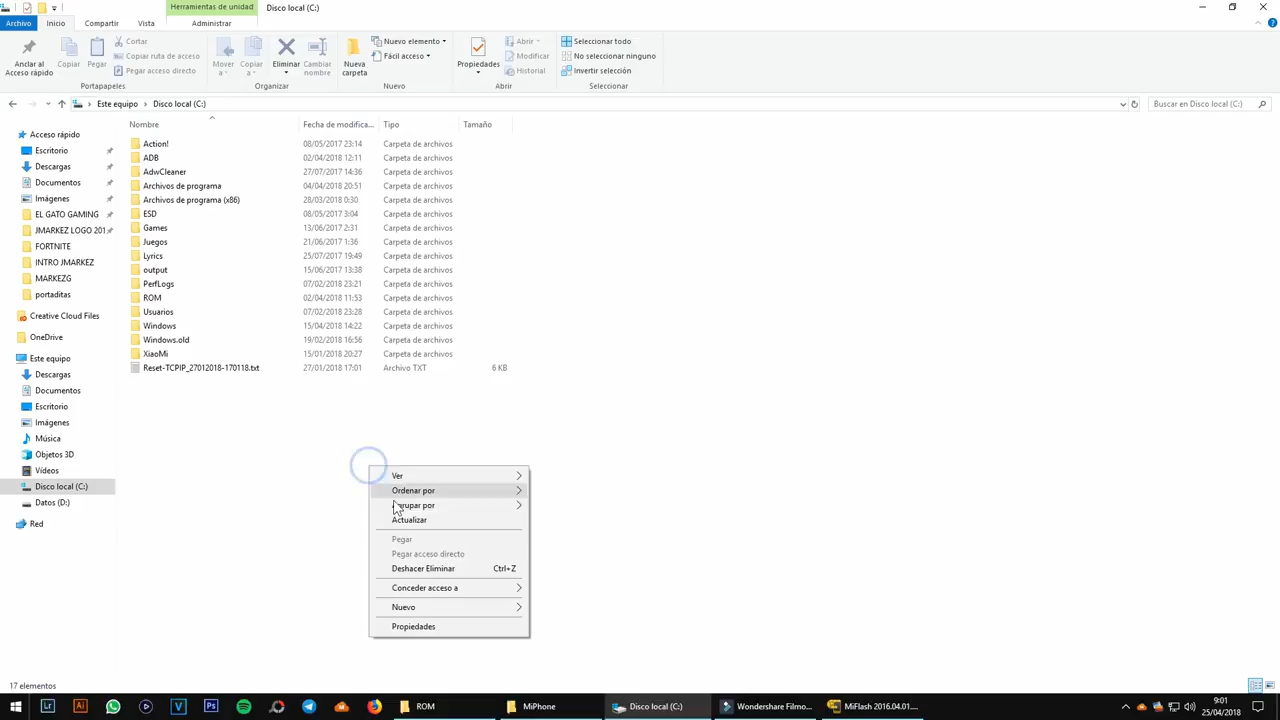 Herramientas de unidad
Disco local (C:)
Archivo
Inicio
Compartir
Vista
Administrar
Anclar al
Acceso rápido
Copiar
Pegar
Cortar
Copiar ruta de acceso
Pegar acceso directo
Portapapeles
Mover
a
Copiar
a
Eliminar
Cambiar
nombre
Organizar
Nueva
carpeta
Nuevo elemento
Fácil acceso
Nuevo
Propiedades
Abrir
Modificar
Historial
Abrir
Seleccionar todo
No seleccionar ninguno
Invertir selección
Seleccionar
Este equipo > Disco local (C:)
Buscar en Disco local (C:)
Nombre Fecha de modifica... Tipo Tamaño
Acceso rápido
Escritorio
Descargas
Documentos
Imágenes
EL GATO GAMING
JMARKEZ LOGO 201
FORTNITE
INTRO JMARKEZ
MARKEZG
portaditas
Creative Cloud Files
OneDrive
Este equipo
Descargas
Documentos
Escritorio
Imágenes
Música
Objetos 3D
Vídeos
Disco local (C:)
Datos (D:)
Red
Action! 08/05/2017 23:14 Carpeta de archivos
ADB 02/04/2018 12:11 Carpeta de archivos
AdwCleaner 27/07/2017 14:36 Carpeta de archivos
Archivos de programa 04/04/2018 20:51 Carpeta de archivos
Archivos de programa (x86) 28/03/2018 0:30 Carpeta de archivos
ESD 08/05/2017 3:04 Carpeta de archivos
Games 13/06/2017 2:31 Carpeta de archivos
Juegos 21/06/2017 1:36 Carpeta de archivos
Lyrics 25/07/2017 19:49 Carpeta de archivos
output 15/06/2017 13:38 Carpeta de archivos
PerfLogs 07/02/2018 23:21 Carpeta de archivos
ROM 02/04/2018 11:53 Carpeta de archivos
Usuarios 07/02/2018 23:28 Carpeta de archivos
Windows 15/04/2018 14:22 Carpeta de archivos
Windows.old 19/02/2018 16:56 Carpeta de archivos
XiaoMi 15/01/2018 20:27 Carpeta de archivos
Reset-TCPIP_27012018-170118.txt 27/01/2018 17:01 Archivo TXT 6 KB
Ver
Ordenar por
Agrupar por
Actualizar
Pegar
Pegar acceso directo
Deshacer Eliminar Ctrl+Z
Conceder acceso a
Nuevo
Propiedades
17 elementos
Lr
Ai
V
Ps
ROM
MiPhone
Disco local (C:)
Wondershare Filmo...
MiFlash 2016.04.01....
9:01
25/04/2018